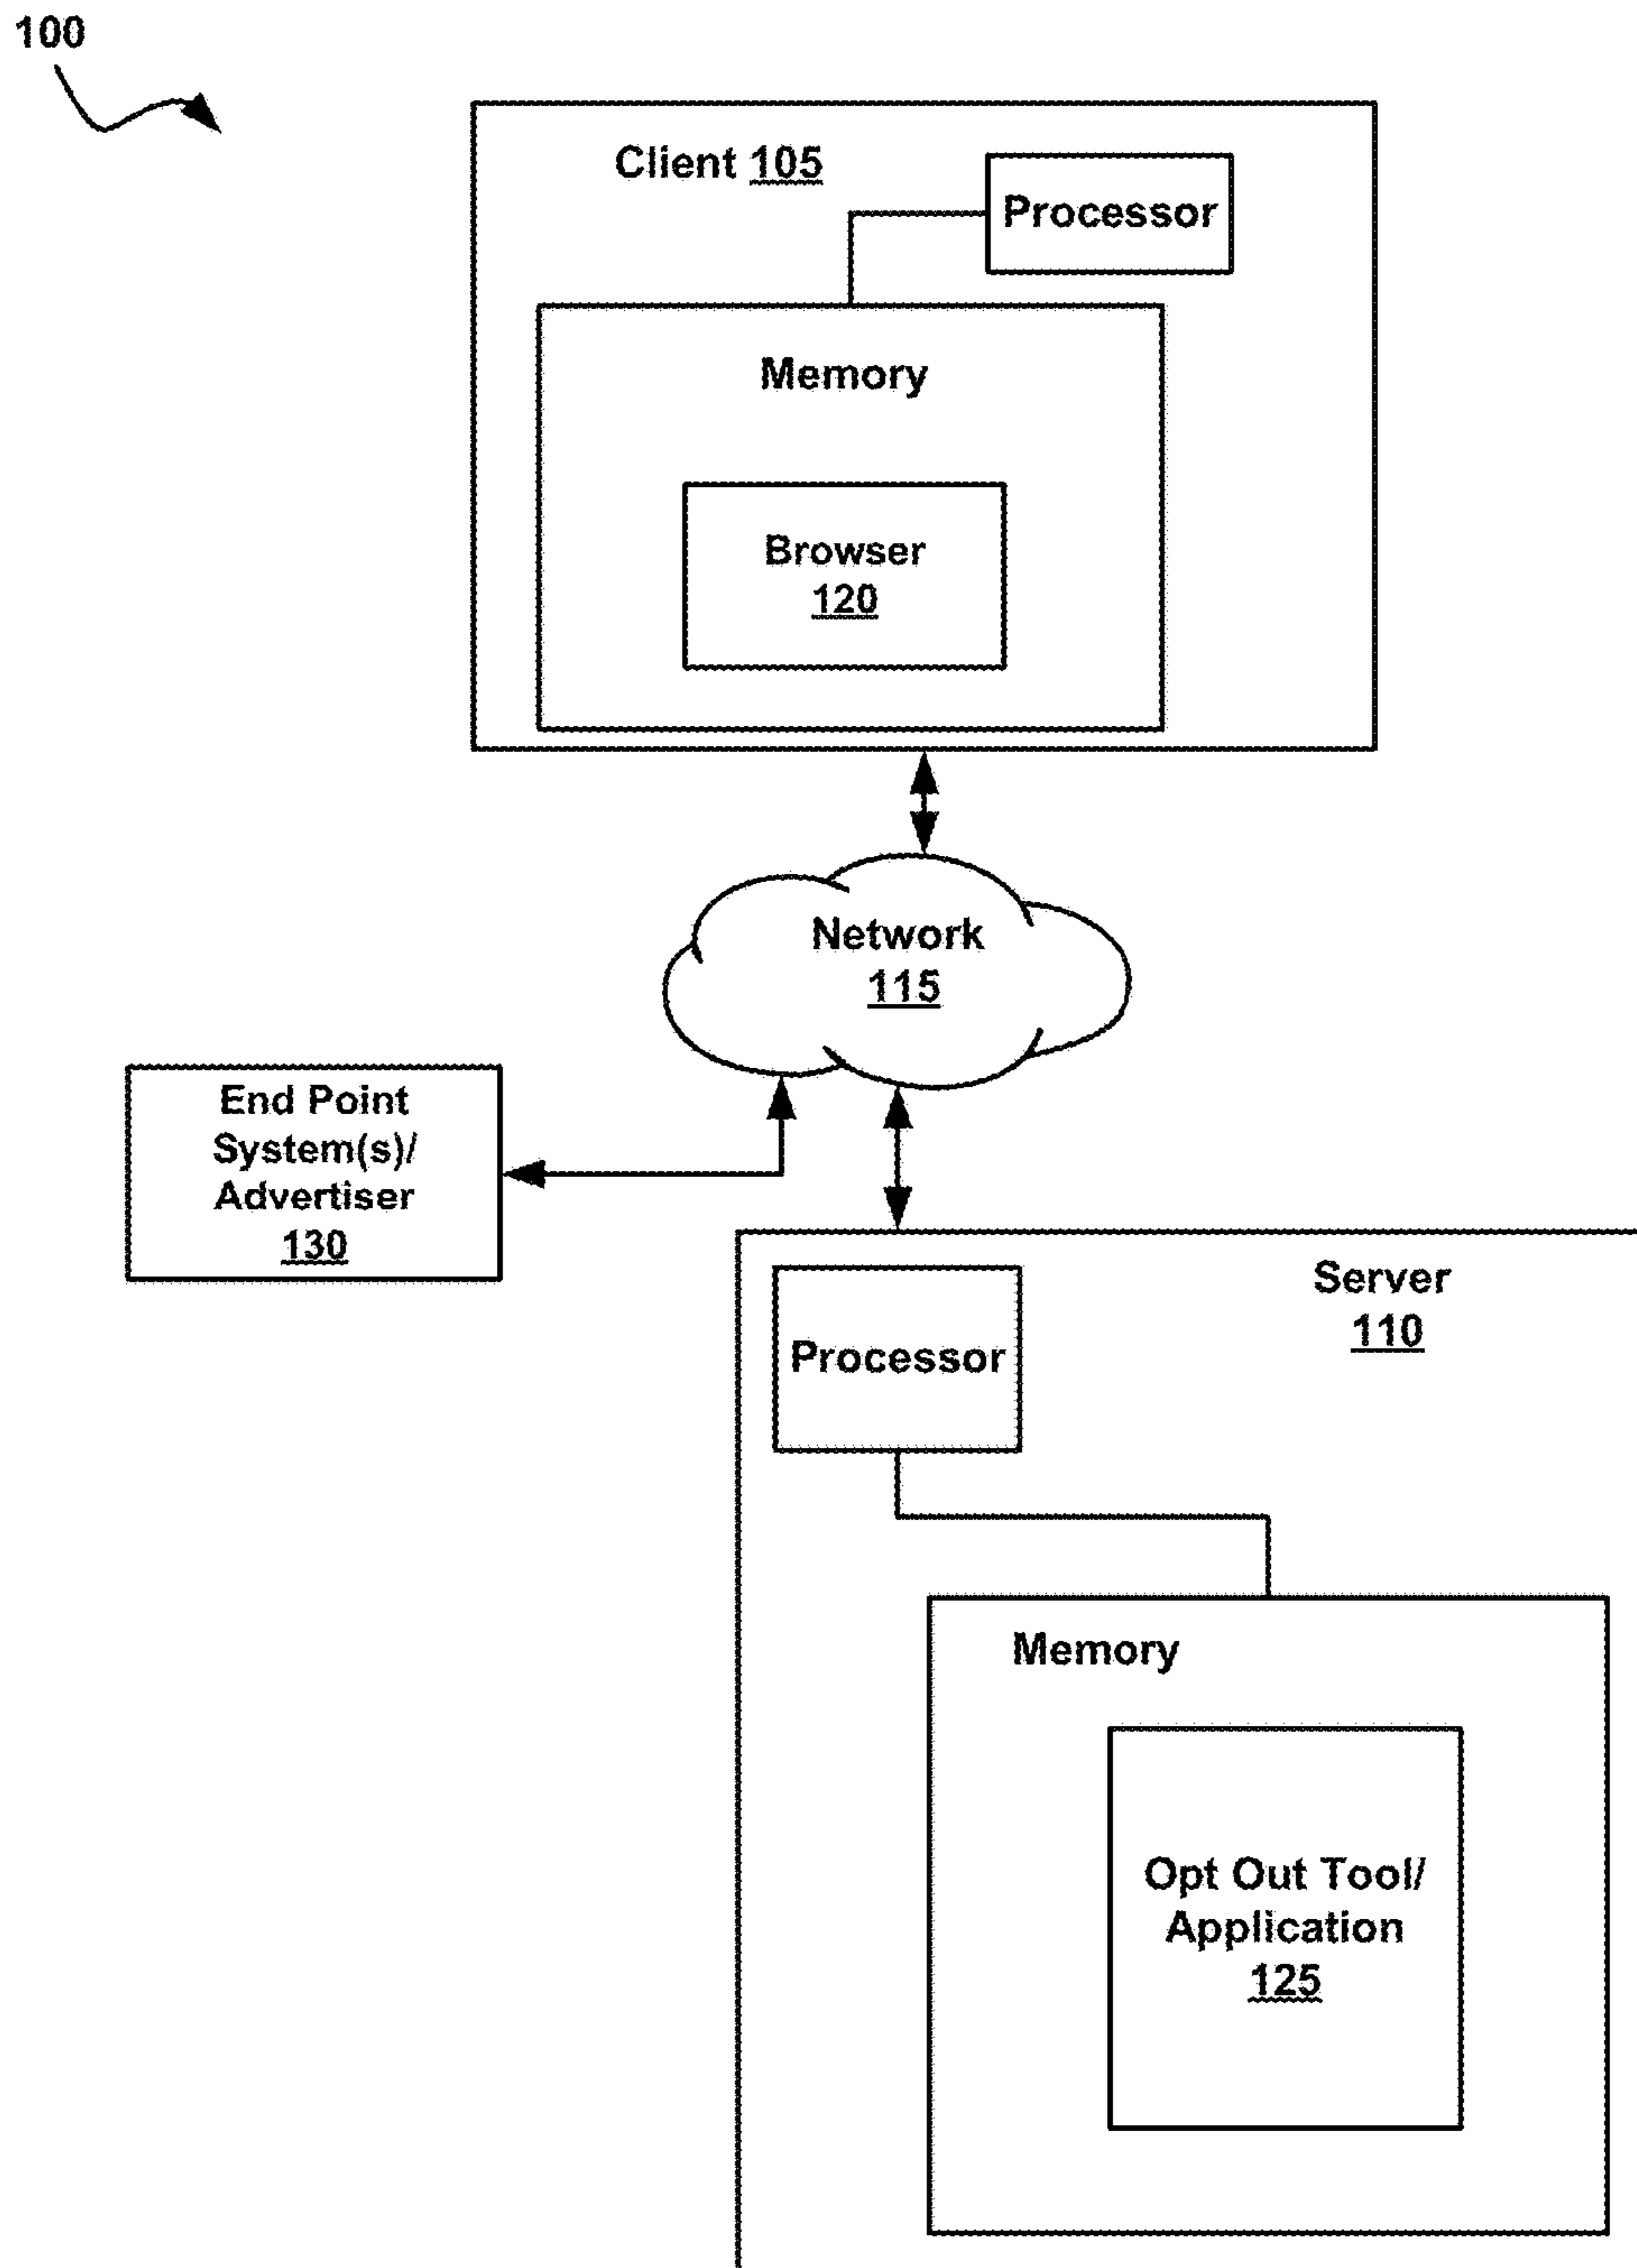 100
Client 105
Processor
Memory
Browser
120
Network
115
End Point
System(s)/
Advertiser
130
Server
110
Processor
Memory
Opt Out Tool/
Application
125